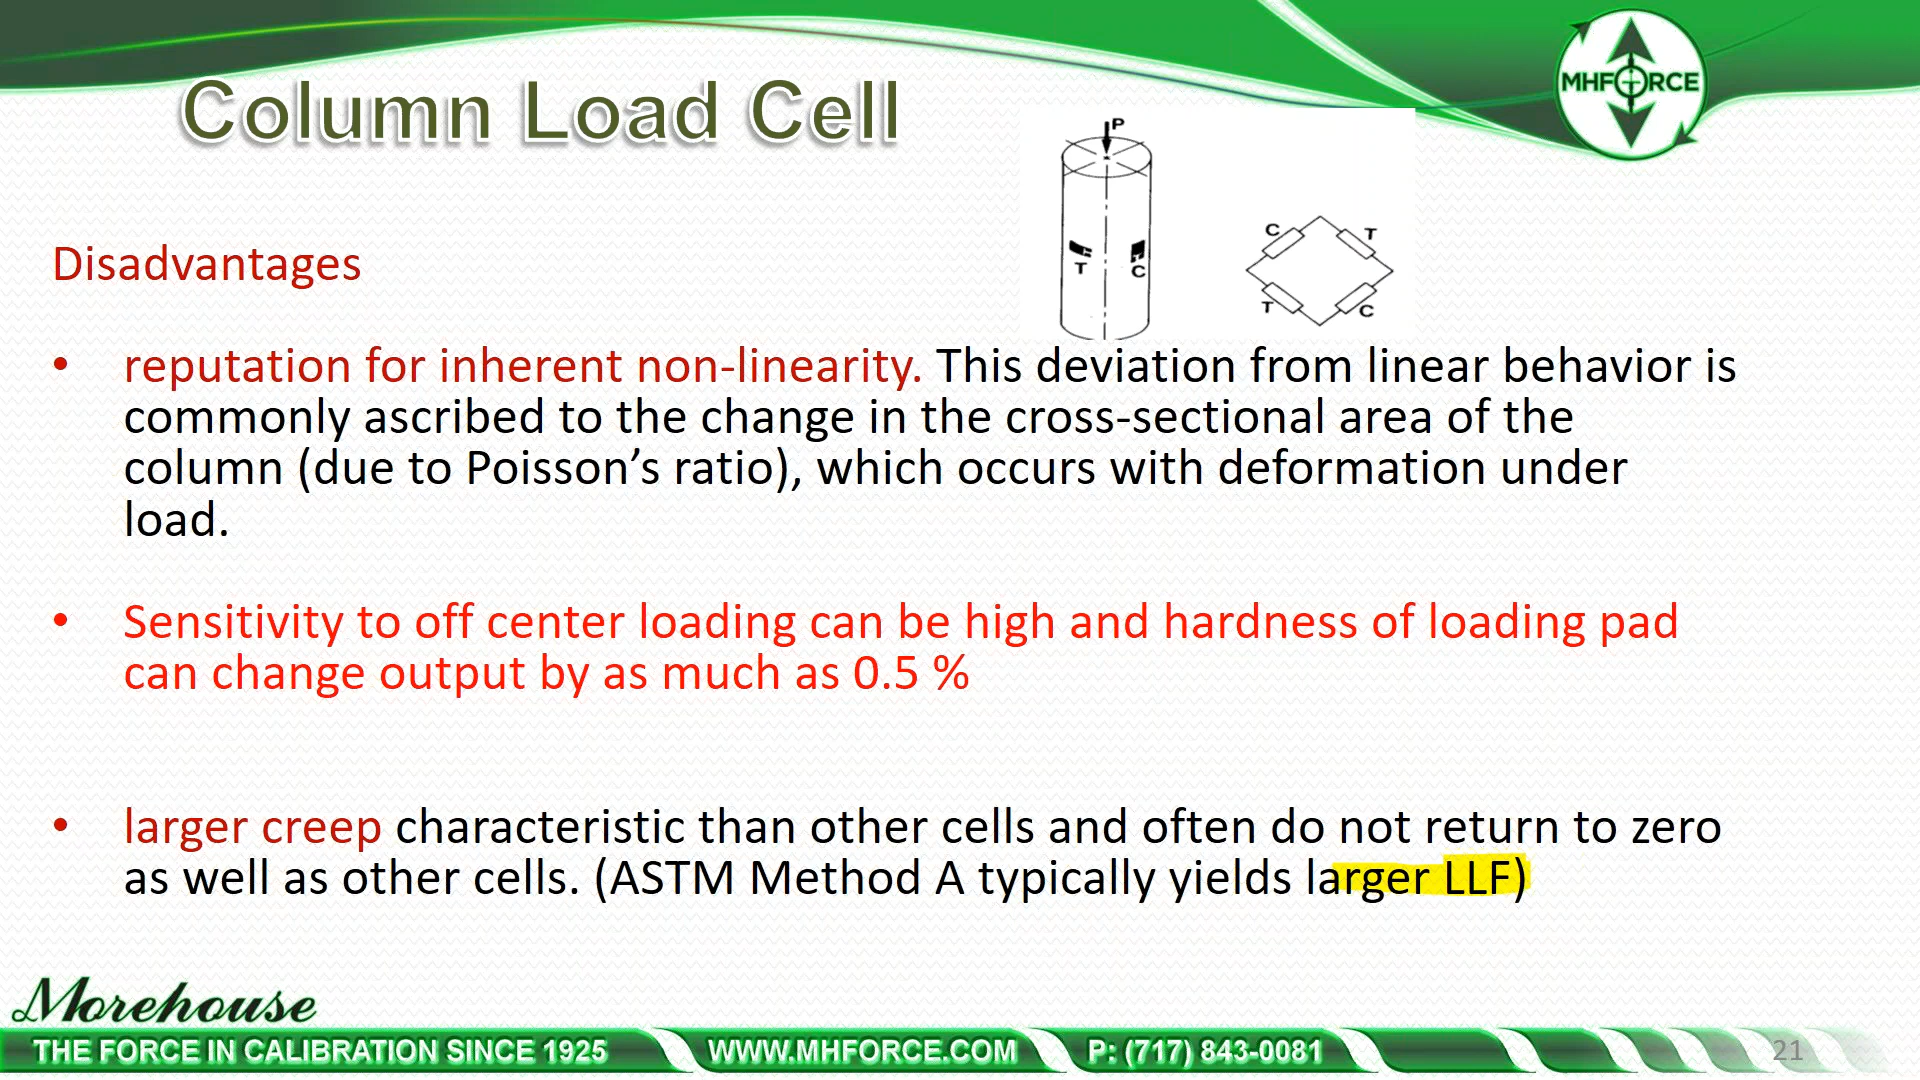 Column Load Cell
MHFORCE
P
T
C
C
T
T
C
Disadvantages
• reputation for inherent non-linearity. This deviation from linear behavior is
commonly ascribed to the change in the cross-sectional area of the
column (due to Poisson’s ratio), which occurs with deformation under
load.
• Sensitivity to off center loading can be high and hardness of loading pad
can change output by as much as 0.5 %
• larger creep characteristic than other cells and often do not return to zero
as well as other cells. (ASTM Method A typically yields larger LLF)
Morehouse
THE FORCE IN CALIBRATION SINCE 1925
WWW.MHFORCE.COM
P: (717) 843-0081
21